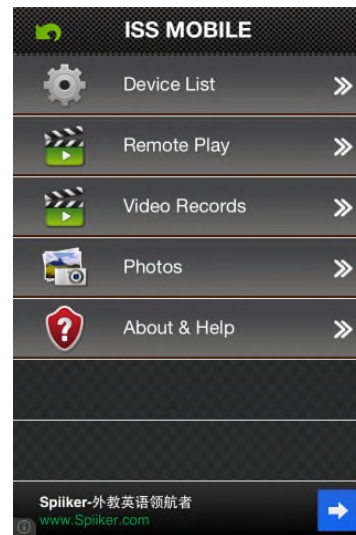 ISS MOBILE
Device List
Remote Play
Video Records
Photos
About & Help
Spiiker-外教英语领航者
www.Spiiker.com